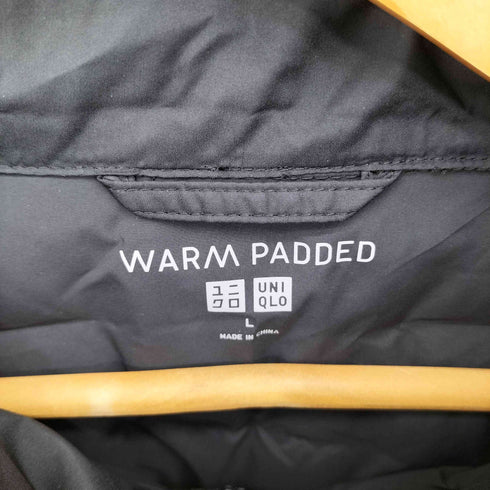 WARM PADDED
ユニ UNI
クロ QLO
L
MADE IN CHINA